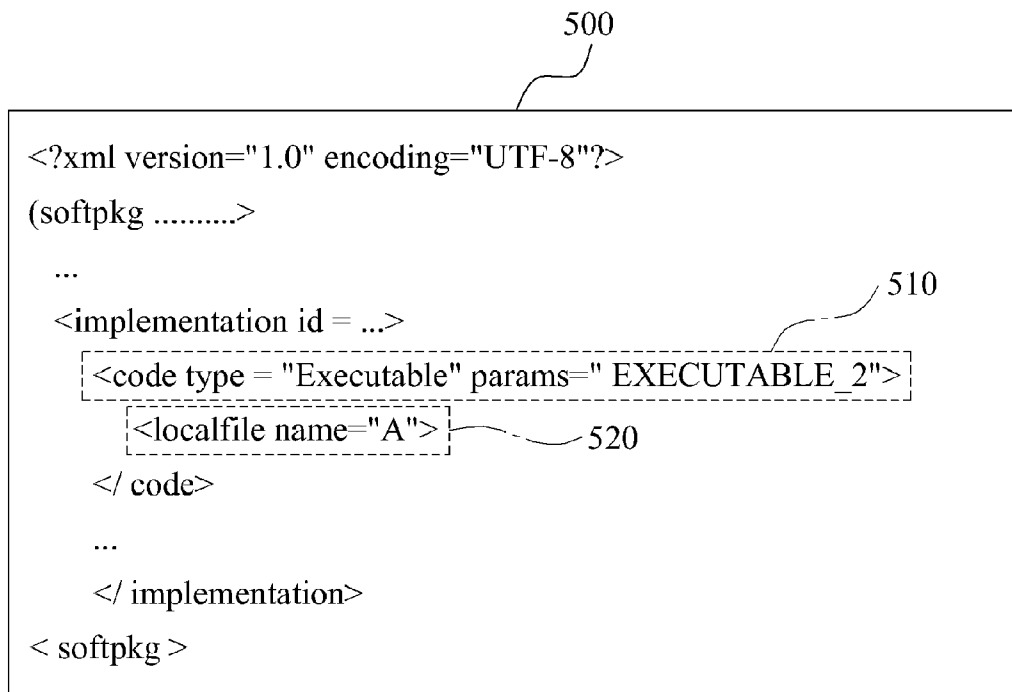 500
<?xml version="1.0" encoding="UTF-8"?>
(softpkg ..........>
...
<implementation id = ...>
510
<code type = "Executable" params=" EXECUTABLE_2">
<localfile name="A">
520
</ code>
...
</ implementation>
< softpkg >